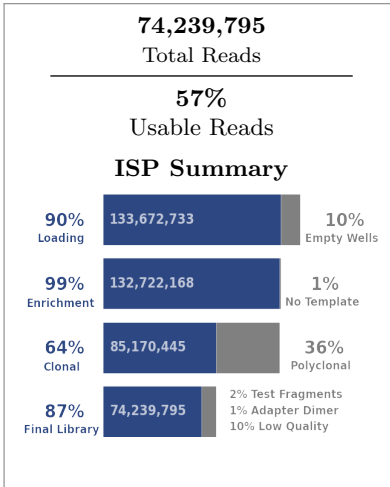 74,239,795
Total Reads
57%
Usable Reads
ISP Summary
90%
Loading
133,672,733
10%
Empty Wells
99%
Enrichment
132,722,168
1%
No Template
64%
Clonal
85,170,445
36%
Polyclonal
87%
Final Library
74,239,795
2% Test Fragments
1% Adapter Dimer
10% Low Quality